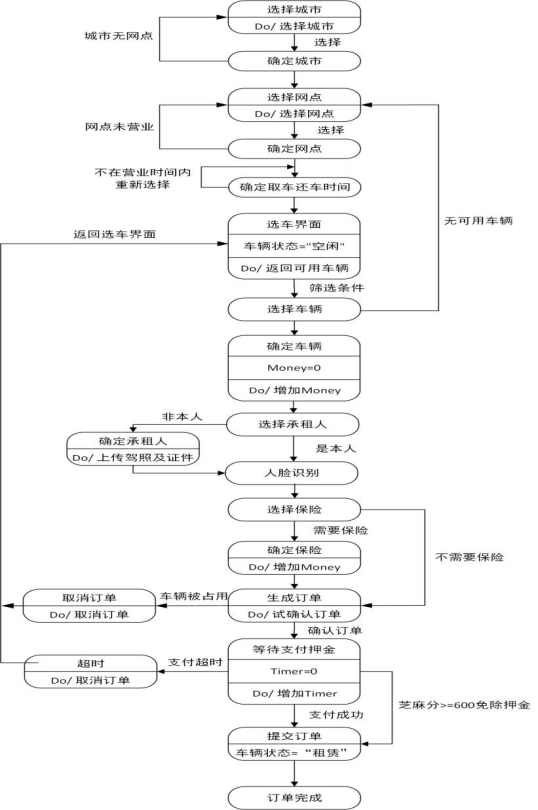 选择城市
Do/ 选择城市
城市无网点
选择
确定城市
选择网点
Do/ 选择网点
网点未营业
选择
确定网点
不在营业时间内
重新选择
确定取车还车时间
无可用车辆
返回选车界面
选车界面
车辆状态="空闲"
Do/ 返回可用车辆
筛选条件
选择车辆
确定车辆
Money=0
Do/ 增加Money
非本人
选择承租人
确定承租人
Do/ 上传驾照及证件
是本人
人脸识别
选择保险
需要保险
不需要保险
确定保险
Do/ 增加Money
取消订单
Do/ 取消订单
车辆被占用
生成订单
Do/ 试确认订单
确认订单
等待支付押金
Timer=0
Do/ 增加Timer
支付超时
超时
Do/ 取消订单
芝麻分>=600免除押金
支付成功
提交订单
车辆状态= “租赁”
订单完成